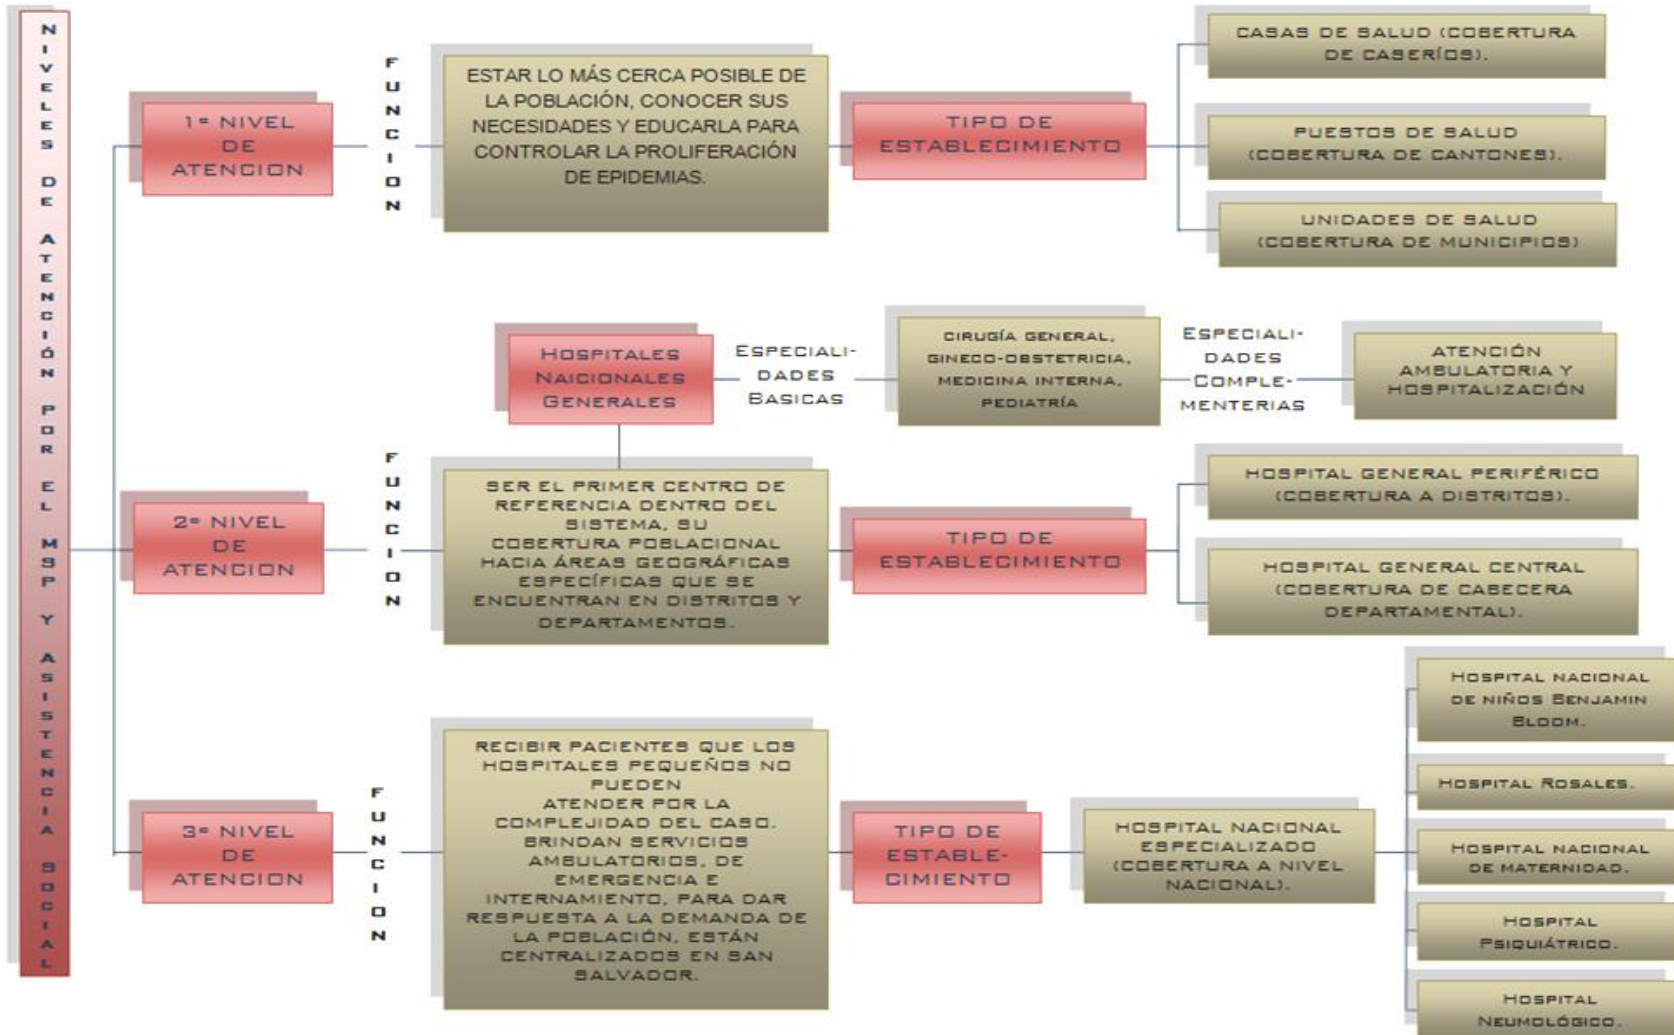 NIVELES DE ATENCIÓN POR EL MSP Y ASISTENCIA SOCIAL
1º NIVEL
DE
ATENCION
FUNCION
ESTAR LO MÁS CERCA POSIBLE DE
LA POBLACIÓN, CONOCER SUS
NECESIDADES Y EDUCARLA PARA
CONTROLAR LA PROLIFERACIÓN
DE EPIDEMIAS.
TIPO DE
ESTABLECIMIENTO
CASAS DE SALUD (COBERTURA
DE CASERÍOS).
PUESTOS DE SALUD
(COBERTURA DE CANTONES).
UNIDADES DE SALUD
(COBERTURA DE MUNICIPIOS)
HOSPITALES
NAICIONALES
GENERALES
ESPECIALI-
DADES
BASICAS
CIRUGÍA GENERAL,
GINECO-OBSTETRICIA,
MEDICINA INTERNA,
PEDIATRÍA
ESPECIALI-
DADES
COMPLE-
MENTERIAS
ATENCIÓN
AMBULATORIA Y
HOSPITALIZACIÓN
2º NIVEL
DE
ATENCION
FUNCION
SER EL PRIMER CENTRO DE
REFERENCIA DENTRO DEL
SISTEMA, SU
COBERTURA POBLACIONAL
HACIA ÁREAS GEOGRÁFICAS
ESPECÍFICAS QUE SE
ENCUENTRAN EN DISTRITOS Y
DEPARTAMENTOS.
TIPO DE
ESTABLECIMIENTO
HOSPITAL GENERAL PERIFÉRICO
(COBERTURA A DISTRITOS).
HOSPITAL GENERAL CENTRAL
(COBERTURA DE CABECERA
DEPARTAMENTAL).
3º NIVEL
DE
ATENCION
FUNCION
RECIBIR PACIENTES QUE LOS
HOSPITALES PEQUEÑOS NO
PUEDEN
ATENDER POR LA
COMPLEJIDAD DEL CASO.
BRINDAN SERVICIOS
AMBULATORIOS, DE
EMERGENCIA E
INTERNAMIENTO, PARA DAR
RESPUESTA A LA DEMANDA DE
LA POBLACIÓN, ESTÁN
CENTRALIZADOS EN SAN
SALVADOR.
TIPO DE
ESTABLE-
CIMIENTO
HOSPITAL NACIONAL
ESPECIALIZADO
(COBERTURA A NIVEL
NACIONAL).
HOSPITAL NACIONAL
DE NIÑOS BENJAMIN
BLOOM.
HOSPITAL ROSALES.
HOSPITAL NACIONAL
DE MATERNIDAD.
HOSPITAL
PSIQUIÁTRICO.
HOSPITAL
NEUMOLÓGICO.